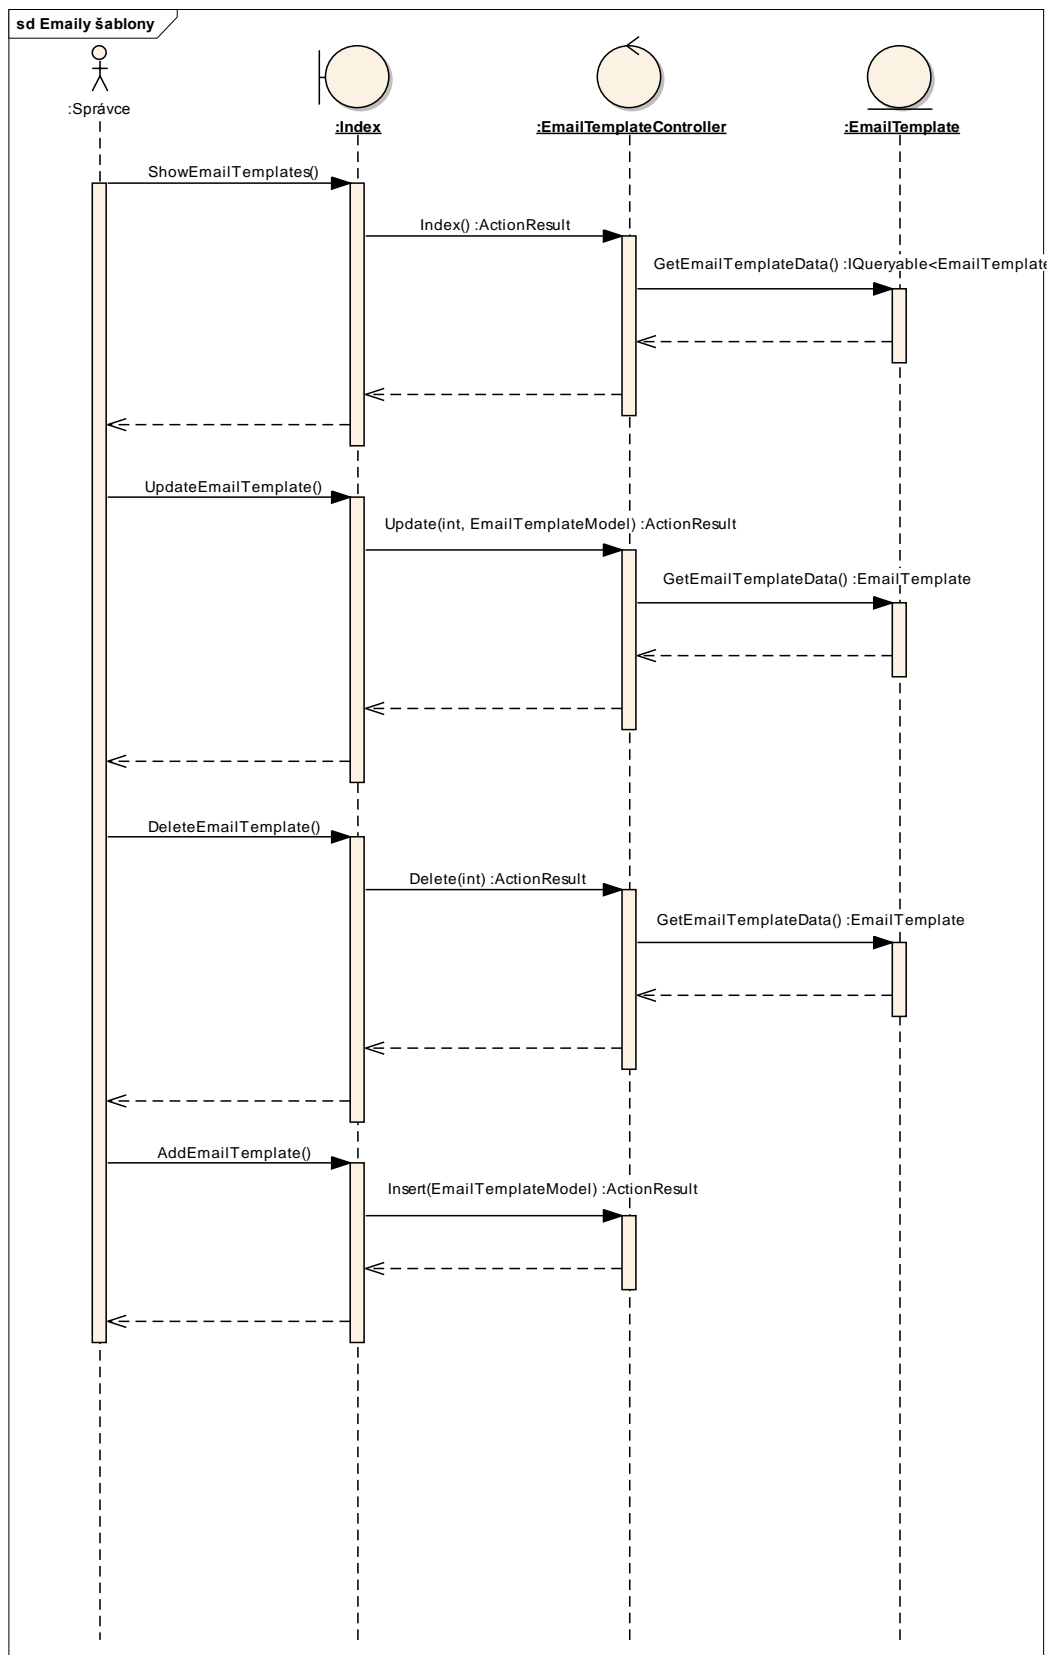 sd Emaily šablony
:Správce
:Index
:EmailTemplateController
:EmailTemplate
ShowEmailTemplates()
Index() :ActionResult
GetEmailTemplateData() :IQueryable<EmailTemplate
UpdateEmailTemplate()
Update(int, EmailTemplateModel) :ActionResult
GetEmailTemplateData() :EmailTemplate
DeleteEmailTemplate()
Delete(int) :ActionResult
GetEmailTemplateData() :EmailTemplate
AddEmailTemplate()
Insert(EmailTemplateModel) :ActionResult